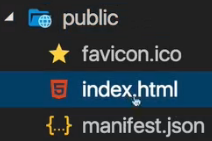 public
favicon.ico
index.html
{...} manifest.json